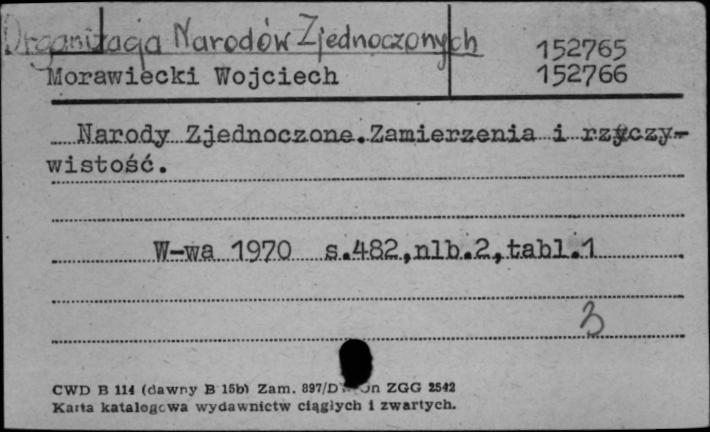 Organizacja Narodów Zjednoczonych
152765
Morawiecki Wojciech 152766
Narody Zjednoczone.Zamierzenia i rzyczy-
wistość.
W-wa 1970 s.482,nlb.2,tabl.1
3
CWD B 114 (dawny B 15b) Zam. 897/D ZGG 2542
Karta katalogowa wydawnictw ciągłych i zwartych.